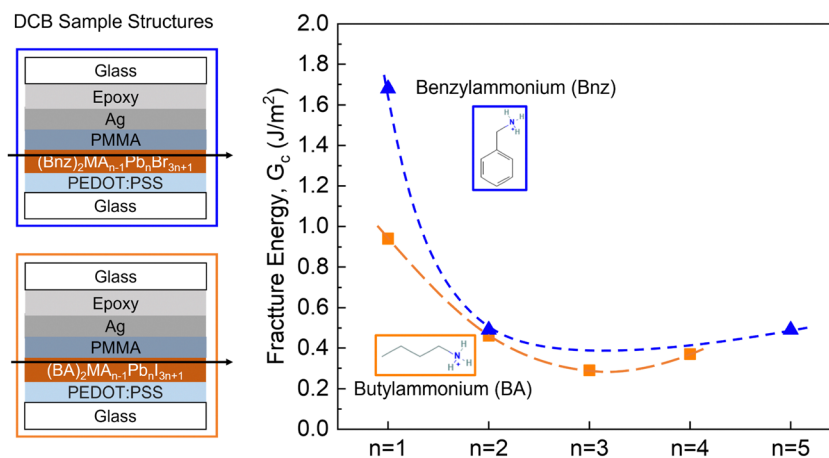 DCB Sample Structures
Glass
Epoxy
Ag
PMMA
(Bnz)₂MAₙ₋₁PbₙBr₃ₙ₊₁
PEDOT:PSS
Glass
Glass
Epoxy
Ag
PMMA
(BA)₂MAₙ₋₁PbₙI₃ₙ₊₁
PEDOT:PSS
Glass
Fractture Energy, G_c (J/m²)
2.0
1.8
1.6
1.4
1.2
1.0
0.8
0.6
0.4
0.2
0.0
Benzylammonium (Bnz)
H
H
N
+
H
N
H
H
+
H
Butylammonium (BA)
n=1 n=2 n=3 n=4 n=5